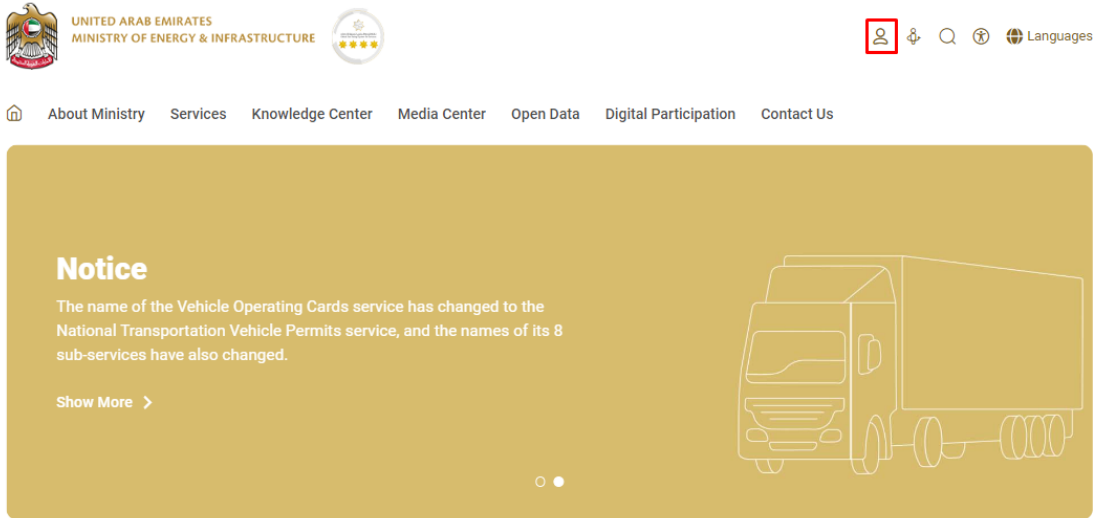 UNITED ARAB EMIRATES
MINISTRY OF ENERGY & INFRASTRUCTURE
Languages
About Ministry Services Knowledge Center Media Center Open Data Digital Participation Contact Us
Notice
The name of the Vehicle Operating Cards service has changed to the
National Transportation Vehicle Permits service, and the names of its 8
sub-services have also changed.
Show More